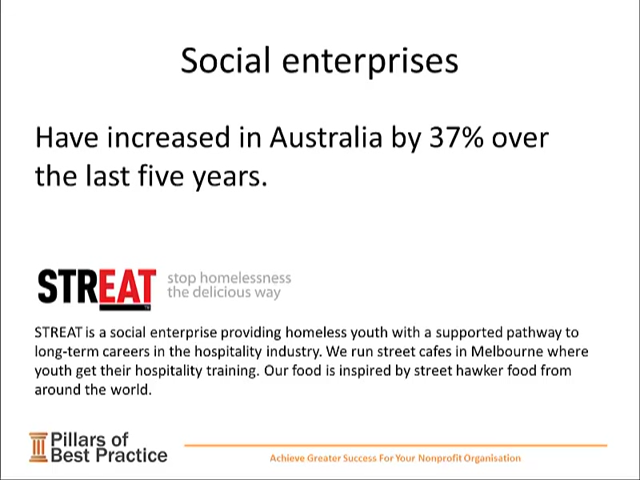 Social enterprises
Have increased in Australia by 37% over
the last five years.
STREAT
stop homelessness
the delicious way
STREAT is a social enterprise providing homeless youth with a supported pathway to
long-term careers in the hospitality industry. We run street cafes in Melbourne where
youth get their hospitality training. Our food is inspired by street hawker food from
around the world.
Pillars of
Best Practice
Achieve Greater Success For Your Nonprofit Organisation